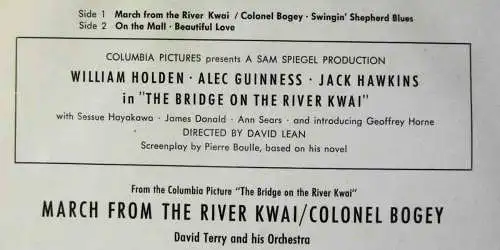 Side 1 March from the River Kwai / Colonel Bogey · Swingin' Shepherd Blues
Side 2 On the Mall · Beautiful Love
COLUMBIA PICTURES presents A SAM SPIEGEL PRODUCTION
WILLIAM HOLDEN · ALEC GUINNESS · JACK HAWKINS
in "THE BRIDGE ON THE RIVER KWAI"
with Sessue Hayakawa · James Donald · Ann Sears · and introducing Geoffrey Horne
DIRECTED BY DAVID LEAN
Screenplay by Pierre Boulle, based on his novel
From the Columbia Picture "The Bridge on the River Kwai"
MARCH FROM THE RIVER KWAI/COLONEL BOGEY
David Terry and his Orchestra